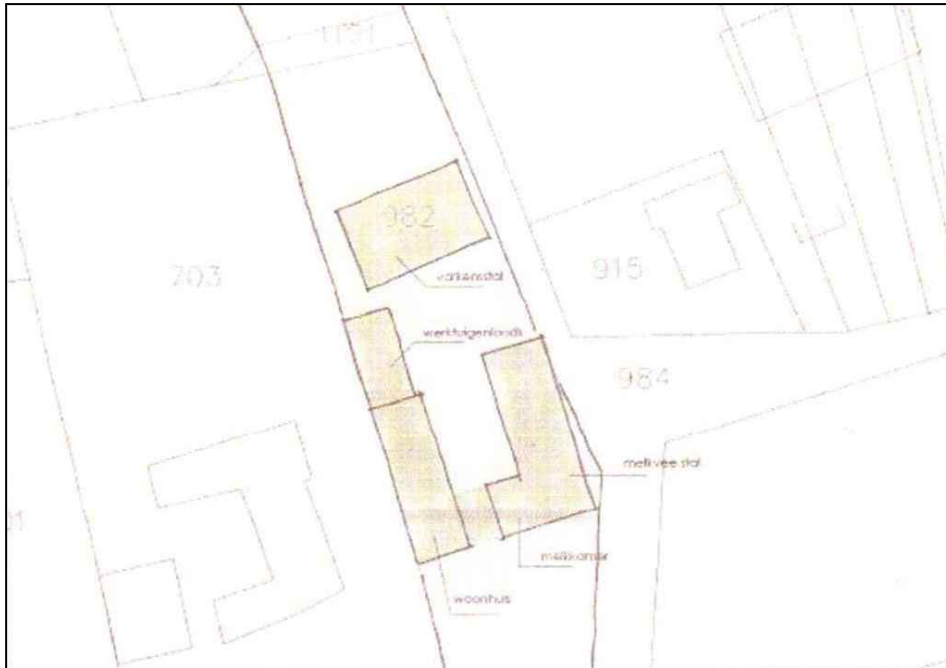 1151
982
varkensstal
703
915
werktuigenloods
984
melkvee stal
melkkamer
woonhuis